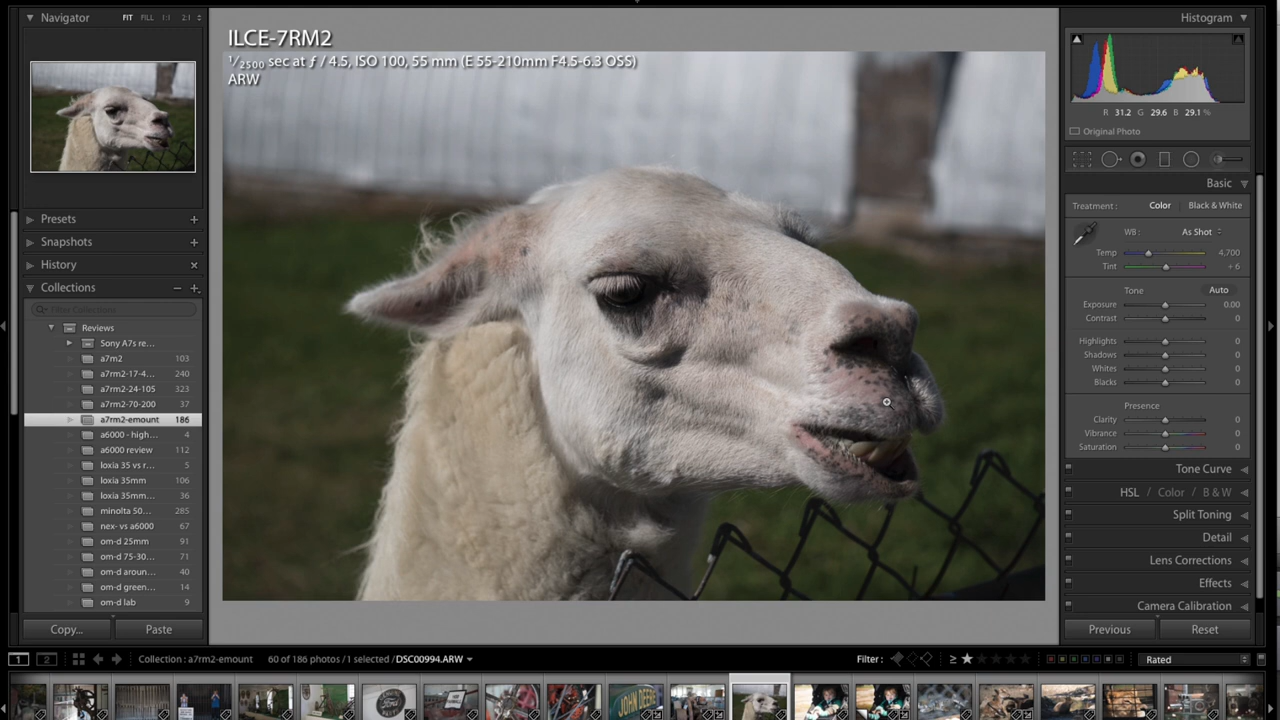 Navigator
FIT FILL 1:1 2:1
Presets
Snapshots
History
Collections
Filter Collections
Reviews
Sony A7s re...
a7m2 103
a7rm2-17-4... 240
a7rm2-24-105 323
a7rm2-70-200 37
a7rm2-emount 186
a6000 - high... 4
a6000 review 112
loxia 35 vs r... 5
loxia 35mm 106
loxia 35mm... 36
minolta 50... 285
nex- vs a6000 67
om-d 25mm 91
om-d 75-30... 22
om-d aroun... 40
om-d green... 14
om-d lab 9
Copy... Paste
ILCE-7RM2
1/2500 sec at ƒ / 4.5, ISO 100, 55 mm (E 55-210mm F4.5-6.3 OSS)
ARW
Histogram
R 31.2 G 29.6 B 29.1 %
Original Photo
Basic
Treatment : Color Black & White
WB : As Shot
Temp 4,700
Tint + 6
Tone Auto
Exposure 0.00
Contrast 0
Highlights 0
Shadows 0
Whites 0
Blacks 0
Presence
Clarity 0
Vibrance 0
Saturation 0
Tone Curve
HSL / Color / B & W
Split Toning
Detail
Lens Corrections
Effects
Camera Calibration
Previous Reset
1 2 Collection : a7rm2-emount 60 of 186 photos / 1 selected / DSC00994.ARW Filter : ≥ Rated
Ford
JOHN DEERE